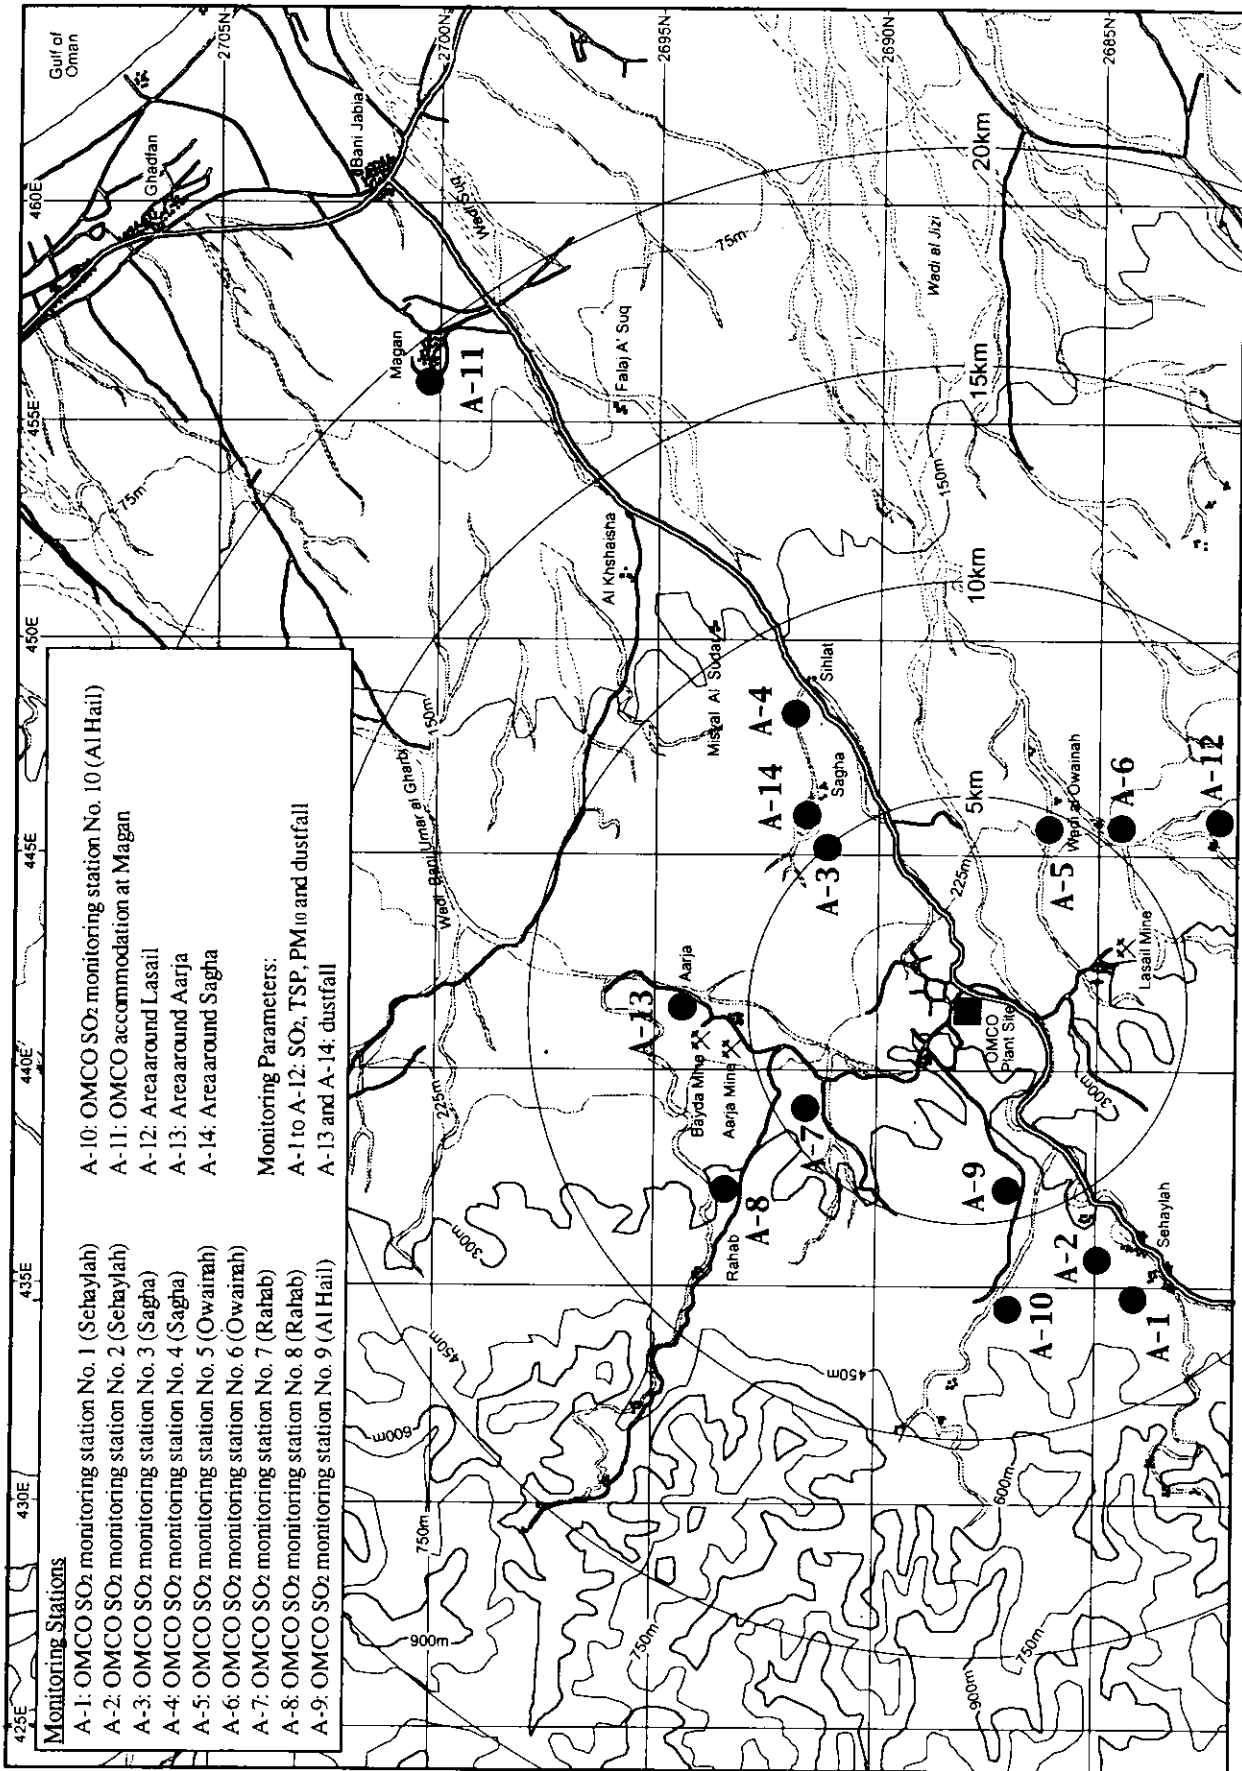 Monitoring Stations
A-1: OMCO SO₂ monitoring station No. 1 (Sehaylah)
A-2: OMCO SO₂ monitoring station No. 2 (Sehaylah)
A-3: OMCO SO₂ monitoring station No. 3 (Sagha)
A-4: OMCO SO₂ monitoring station No. 4 (Sagha)
A-5: OMCO SO₂ monitoring station No. 5 (Owainah)
A-6: OMCO SO₂ monitoring station No. 6 (Owainah)
A-7: OMCO SO₂ monitoring station No. 7 (Rahab)
A-8: OMCO SO₂ monitoring station No. 8 (Rahab)
A-9: OMCO SO₂ monitoring station No. 9 (Al Hail)
A-10: OMCO SO₂ monitoring station No. 10 (Al Hail)
A-11: OMCO accommodation at Magan
A-12: Area around Lasail
A-13: Area around Aarja
A-14: Area around Sagha
Monitoring Parameters:
A-1 to A-12: SO₂, TSP, PM₁₀ and dustfall
A-13 and A-14: dustfall
425E
430E
435E
440E
445E
450E
455E
460E
2705N
2700N
2695N
2690N
2685N
Gulf of
Oman
Ghadfan
Bani Jabia
Wadi Suq
Magan
A-11
Falaj A' Suq
75m
75m
Wadi al Jizi
20km
15km
10km
5km
150m
150m
Al Khshaisha
Misyal Al Sudar
Sihlat
A-4
A-14
Sagha
A-3
Wadi Bani Umar al Gharbi
225m
225m
A-13
Aarja
Bayda Mine
Aarja Mine
A-7
A-8
Rahab
300m
300m
OMCO
Plant Site
A-5
Wadi al Owainah
A-6
A-12
Lasail Mine
A-9
A-10
A-2
A-1
Sehaylah
450m
450m
600m
600m
750m
750m
750m
900m
900m